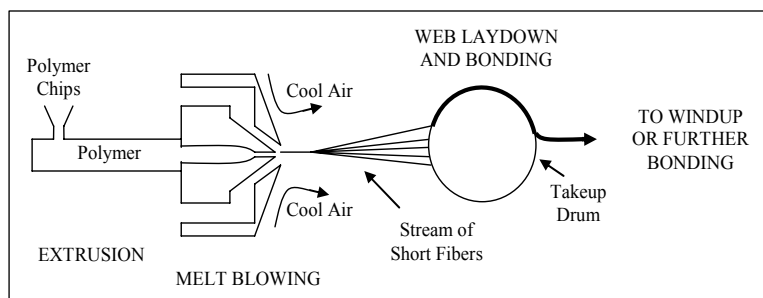 WEB LAYDOWN
AND BONDING
Polymer
Chips
Cool Air
TO WINDUP
OR FURTHER
BONDING
Polymer
Takeup
Drum
Cool Air
Stream of
Short Fibers
EXTRUSION
MELT BLOWING